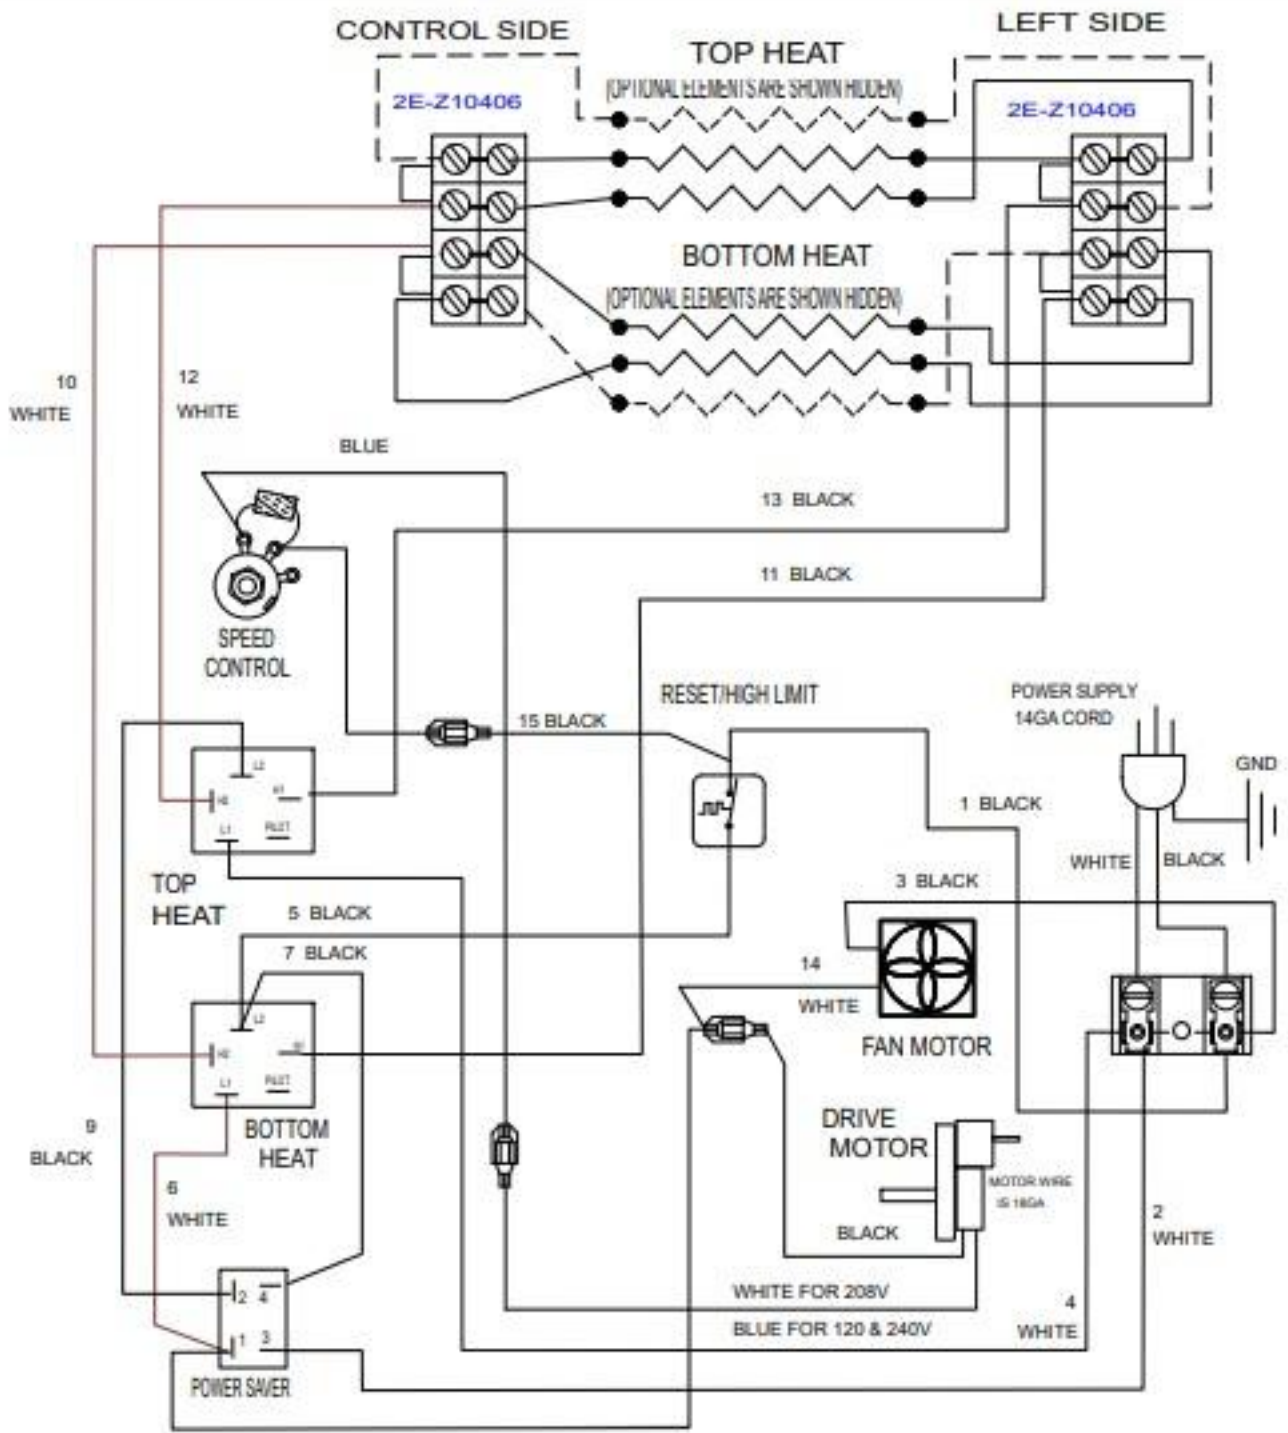 CONTROL SIDE
LEFT SIDE
TOP HEAT
(OPTIONAL ELEMENTS ARE SHOWN HIDDEN)
2E-Z10406
2E-Z10406
BOTTOM HEAT
(OPTIONAL ELEMENTS ARE SHOWN HIDDEN)
10
WHITE
12
WHITE
BLUE
13 BLACK
11 BLACK
SPEED
CONTROL
RESET/HIGH LIMIT
POWER SUPPLY
14GA CORD
15 BLACK
GND
L2
H2
H1
L1
PILOT
1 BLACK
WHITE
BLACK
TOP
HEAT
3 BLACK
5 BLACK
7 BLACK
14
WHITE
L2
H2
L1
PILOT
FAN MOTOR
BOTTOM
HEAT
DRIVE
MOTOR
9
BLACK
MOTOR WIRE
IS 18GA
6
WHITE
BLACK
2
WHITE
2 4
WHITE FOR 208V
4
WHITE
BLUE FOR 120 & 240V
1 3
POWER SAVER